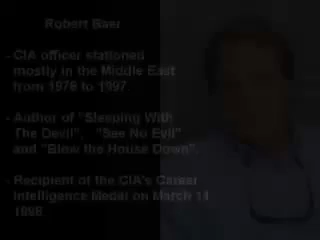 Robert Baer
- CIA officer stationed
mostly in the Middle East
from 1976 to 1997.
- Author of "Sleeping With
The Devil", "See No Evil"
and "Blow the House Down".
- Recipient of the CIA's Career
Intelligence Medal on March 11
1998.